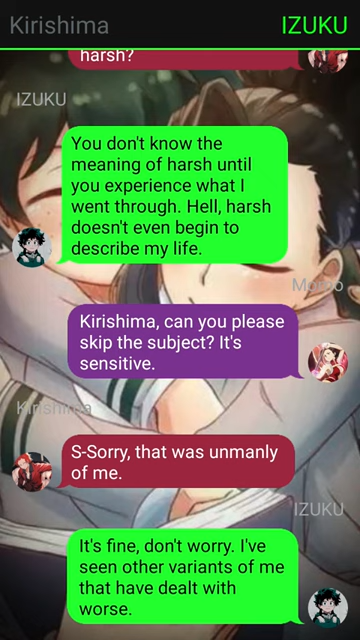 Kirishima IZUKU
harsh?
IZUKU
You don't know the
meaning of harsh until
you experience what I
went through. Hell, harsh
doesn't even begin to
describe my life.
Momo
Kirishima, can you please
skip the subject? It's
sensitive.
Kirishima
S-Sorry, that was unmanly
of me.
IZUKU
It's fine, don't worry. I've
seen other variants of me
that have dealt with
worse.